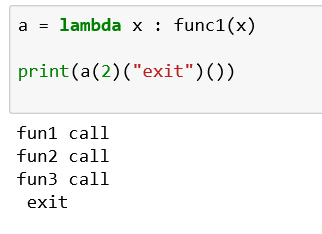 a = lambda x : func1(x)
print(a(2)("exit")())
fun1 call
fun2 call
fun3 call
 exit